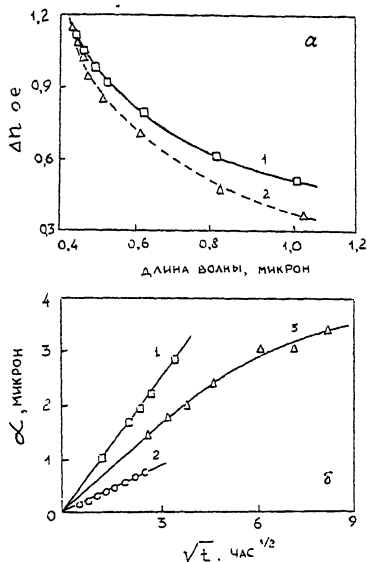 1,2
0,9
0,6
0,3
Δn oe
а
1
2
0,4 0,6 0,8 1,0 1,2
ДЛИНА ВОЛНЫ, МИКРОН
4
3
2
1
0
α, МИКРОН
1
2
3
б
3 6 9
√t. ЧАС 1/2